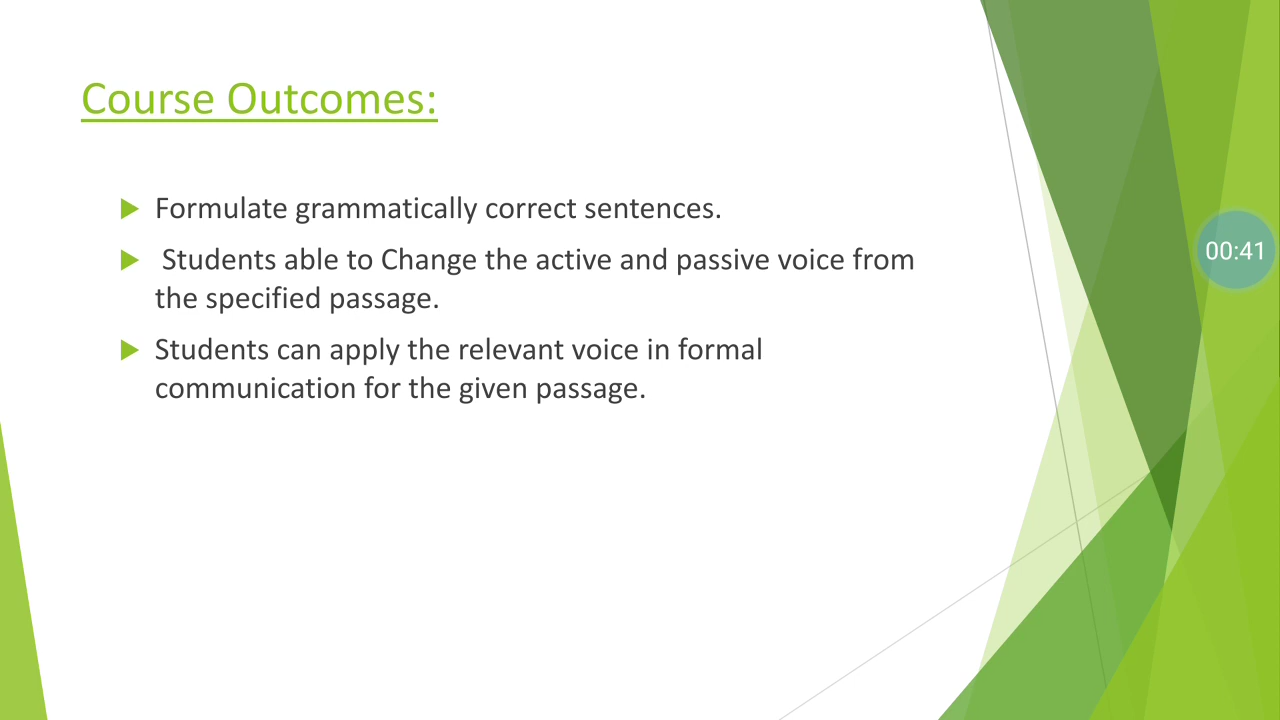 Course Outcomes:
Formulate grammatically correct sentences.
Students able to Change the active and passive voice from
the specified passage.
Students can apply the relevant voice in formal
communication for the given passage.
00:41